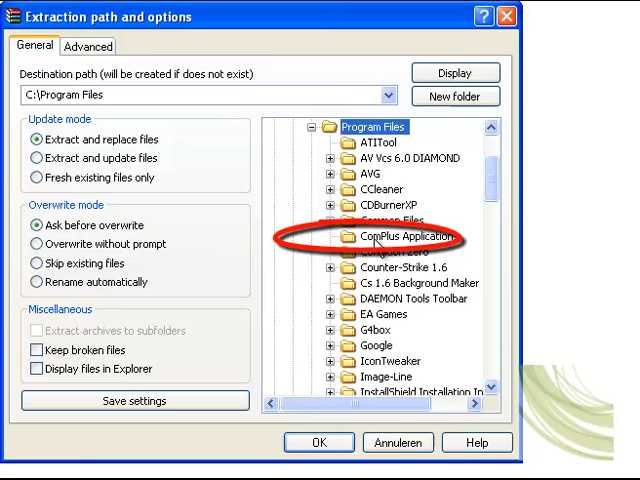 Extraction path and options
General
Advanced
Destination path (will be created if does not exist)
Display
C:\Program Files
New folder
Update mode
Extract and replace files
Extract and update files
Fresh existing files only
Overwrite mode
Ask before overwrite
Overwrite without prompt
Skip existing files
Rename automatically
Miscellaneous
Extract archives to subfolders
Keep broken files
Display files in Explorer
Save settings
Program Files
ATITool
AV Vcs 6.0 DIAMOND
AVG
CCleaner
CDBurnerXP
Common Files
ComPlus Application
Counter-Strike 1.6
Cs 1.6 Background Maker
DAEMON Tools Toolbar
EA Games
G4box
Google
IconTweaker
Image-Line
InstallShield Installation
OK
Annuleren
Help